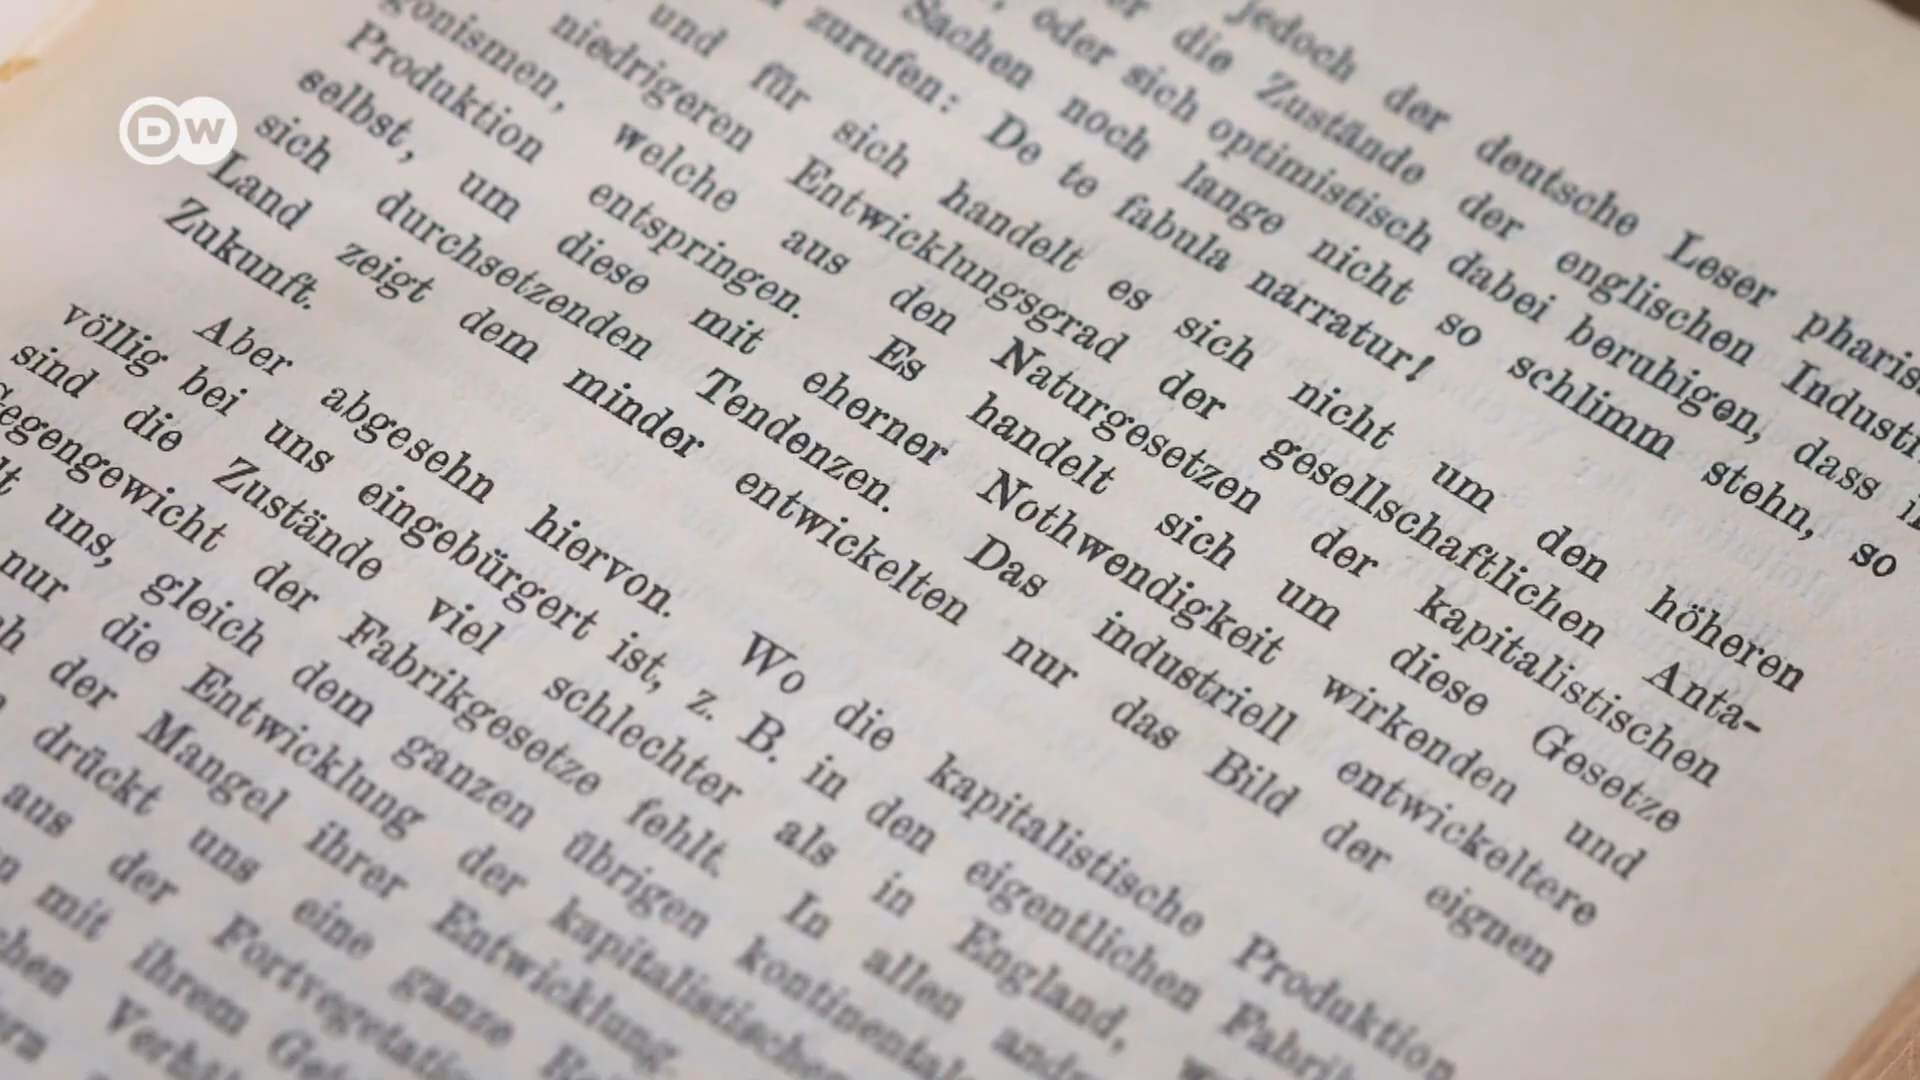 DW
jedoch der deutsche Leser
die Zustände der englischen
oder sich optimistisch dabei beruhigen, dass
Sachen noch lange nicht so schlimm stehn, so
zurufen: De te fabula narratur!
und für sich handelt es sich nicht um den höheren
niedrigeren Entwicklungsgrad der gesellschaftlichen Anta-
gonismen, welche aus den Naturgesetzen der kapitalistischen
Produktion entspringen. Es handelt sich um diese Gesetze
selbst, um diese mit eherner Nothwendigkeit wirkenden und
sich durchsetzenden Tendenzen. Das industriell entwickeltere
Land zeigt dem minder entwickelten nur das Bild der eignen
Zukunft.
Aber abgesehn hiervon. Wo die kapitalistische Produktion
völlig bei uns eingebürgert ist, z. B. in den eigentlichen
sind die Zustände viel schlechter als in England,
Gegengewicht der Fabrikgesetze fehlt. In allen
uns, gleich dem ganzen übrigen
nur die Entwicklung der kapitalistischen
der Mangel ihrer Entwicklung.
drückt uns eine ganze
aus der
mit ihrem